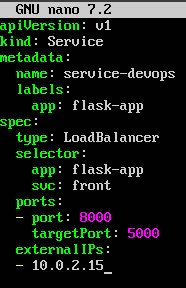 GNU nano 7.2
apiVersion: v1
kind: Service
metadata:
  name: service-devops
  labels:
    app: flask-app
spec:
  type: LoadBalancer
  selector:
    app: flask-app
    svc: front
  ports:
  - port: 8000
    targetPort: 5000
  externalIPs:
  - 10.0.2.15